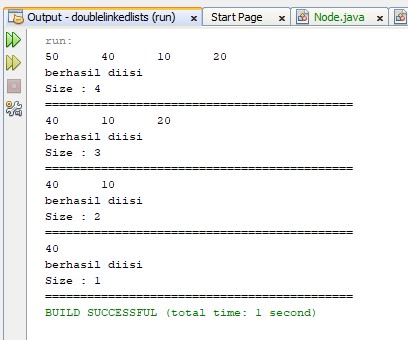 Output - doublelinkedlists (run) x Start Page x Node.java x
run:
50 40 10 20
berhasil diisi
Size : 4
============================================
40 10 20
berhasil diisi
Size : 3
============================================
40 10
berhasil diisi
Size : 2
============================================
40
berhasil diisi
Size : 1
============================================
BUILD SUCCESSFUL (total time: 1 second)